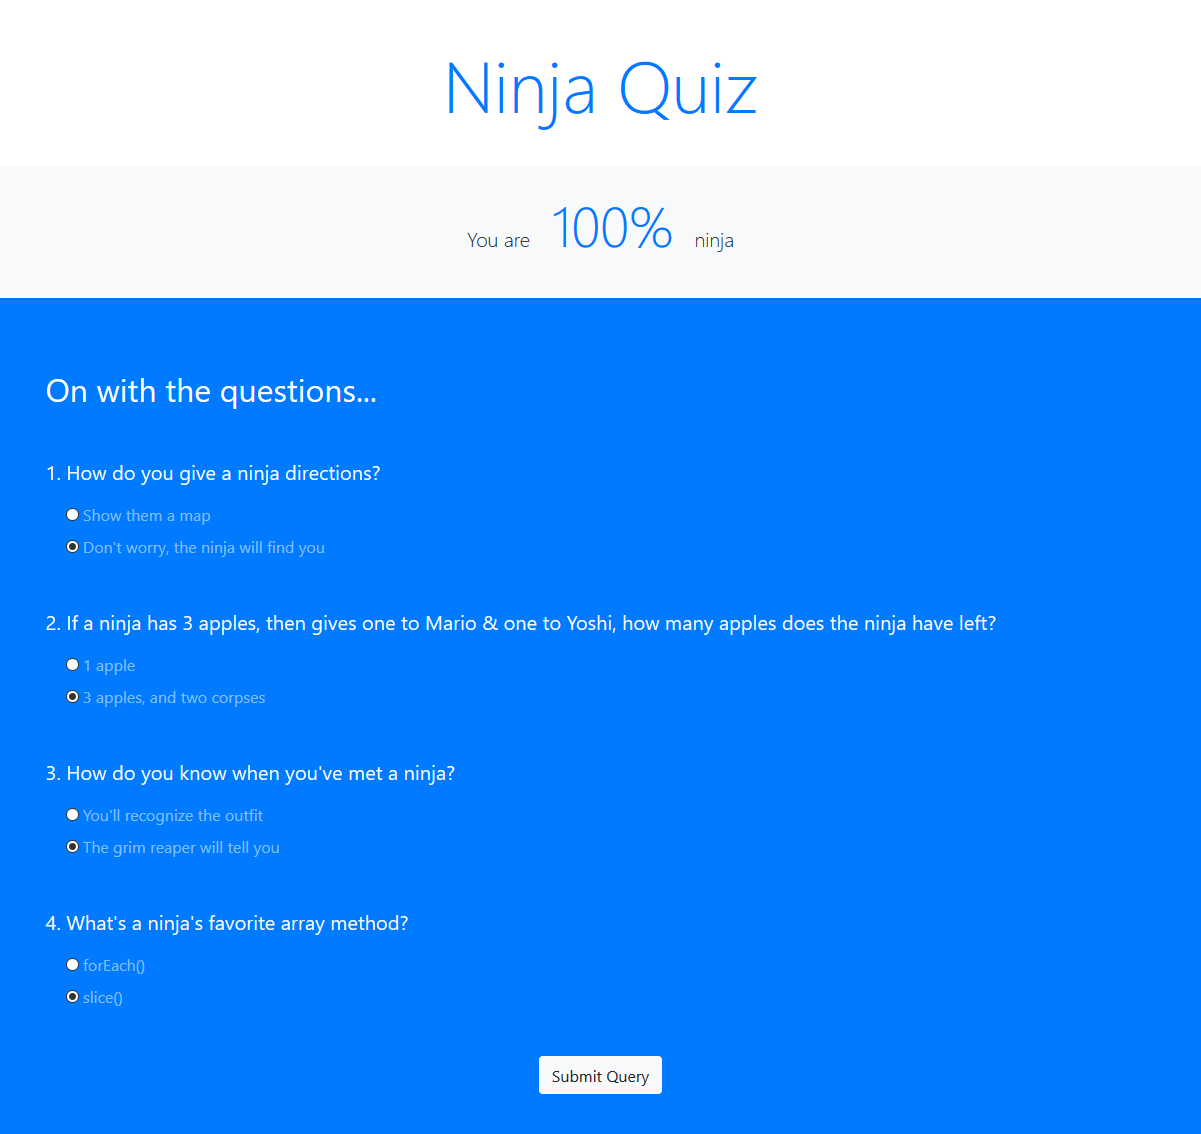 Ninja Quiz
You are 100% ninja
On with the questions...
1. How do you give a ninja directions?
Show them a map
Don't worry, the ninja will find you
2. If a ninja has 3 apples, then gives one to Mario & one to Yoshi, how many apples does the ninja have left?
1 apple
3 apples, and two corpses
3. How do you know when you've met a ninja?
You'll recognize the outfit
The grim reaper will tell you
4. What's a ninja's favorite array method?
forEach()
slice()
Submit Query